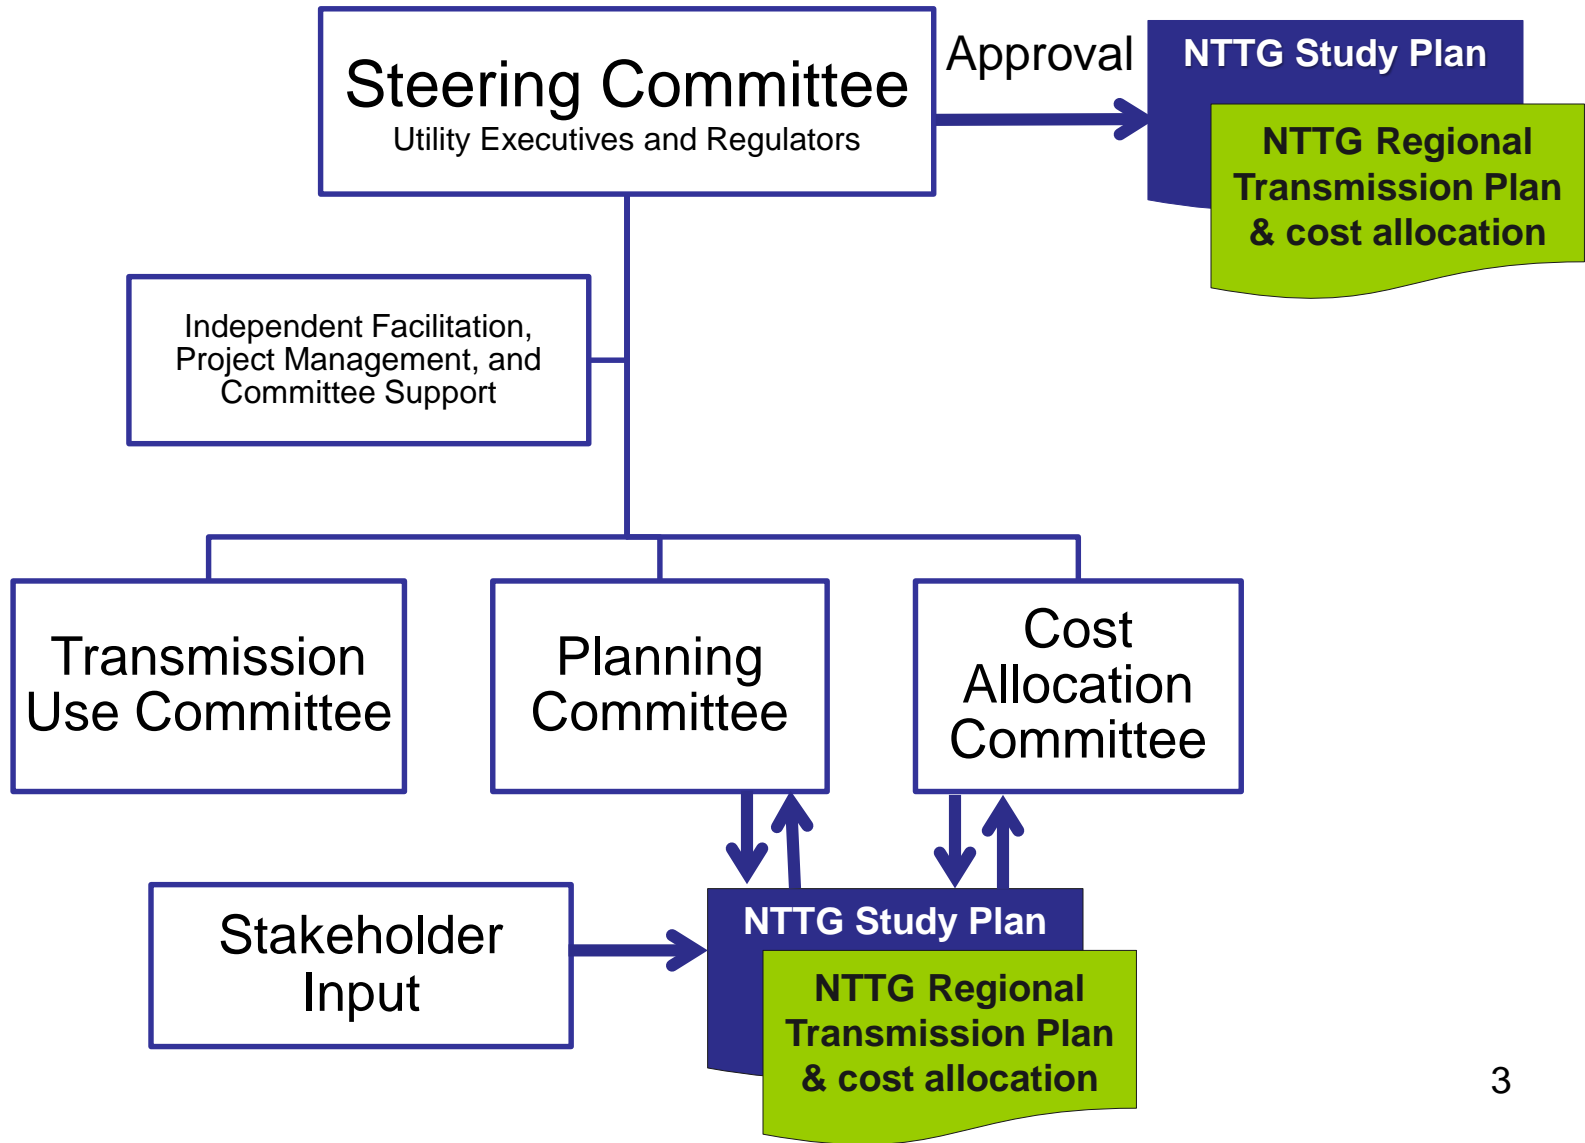 Steering Committee
Utility Executives and Regulators
Approval
NTTG Study Plan
NTTG Regional
Transmission Plan
& cost allocation
Independent Facilitation,
Project Management, and
Committee Support
Transmission
Use Committee
Planning
Committee
Cost
Allocation
Committee
Stakeholder
Input
NTTG Study Plan
NTTG Regional
Transmission Plan
& cost allocation
3